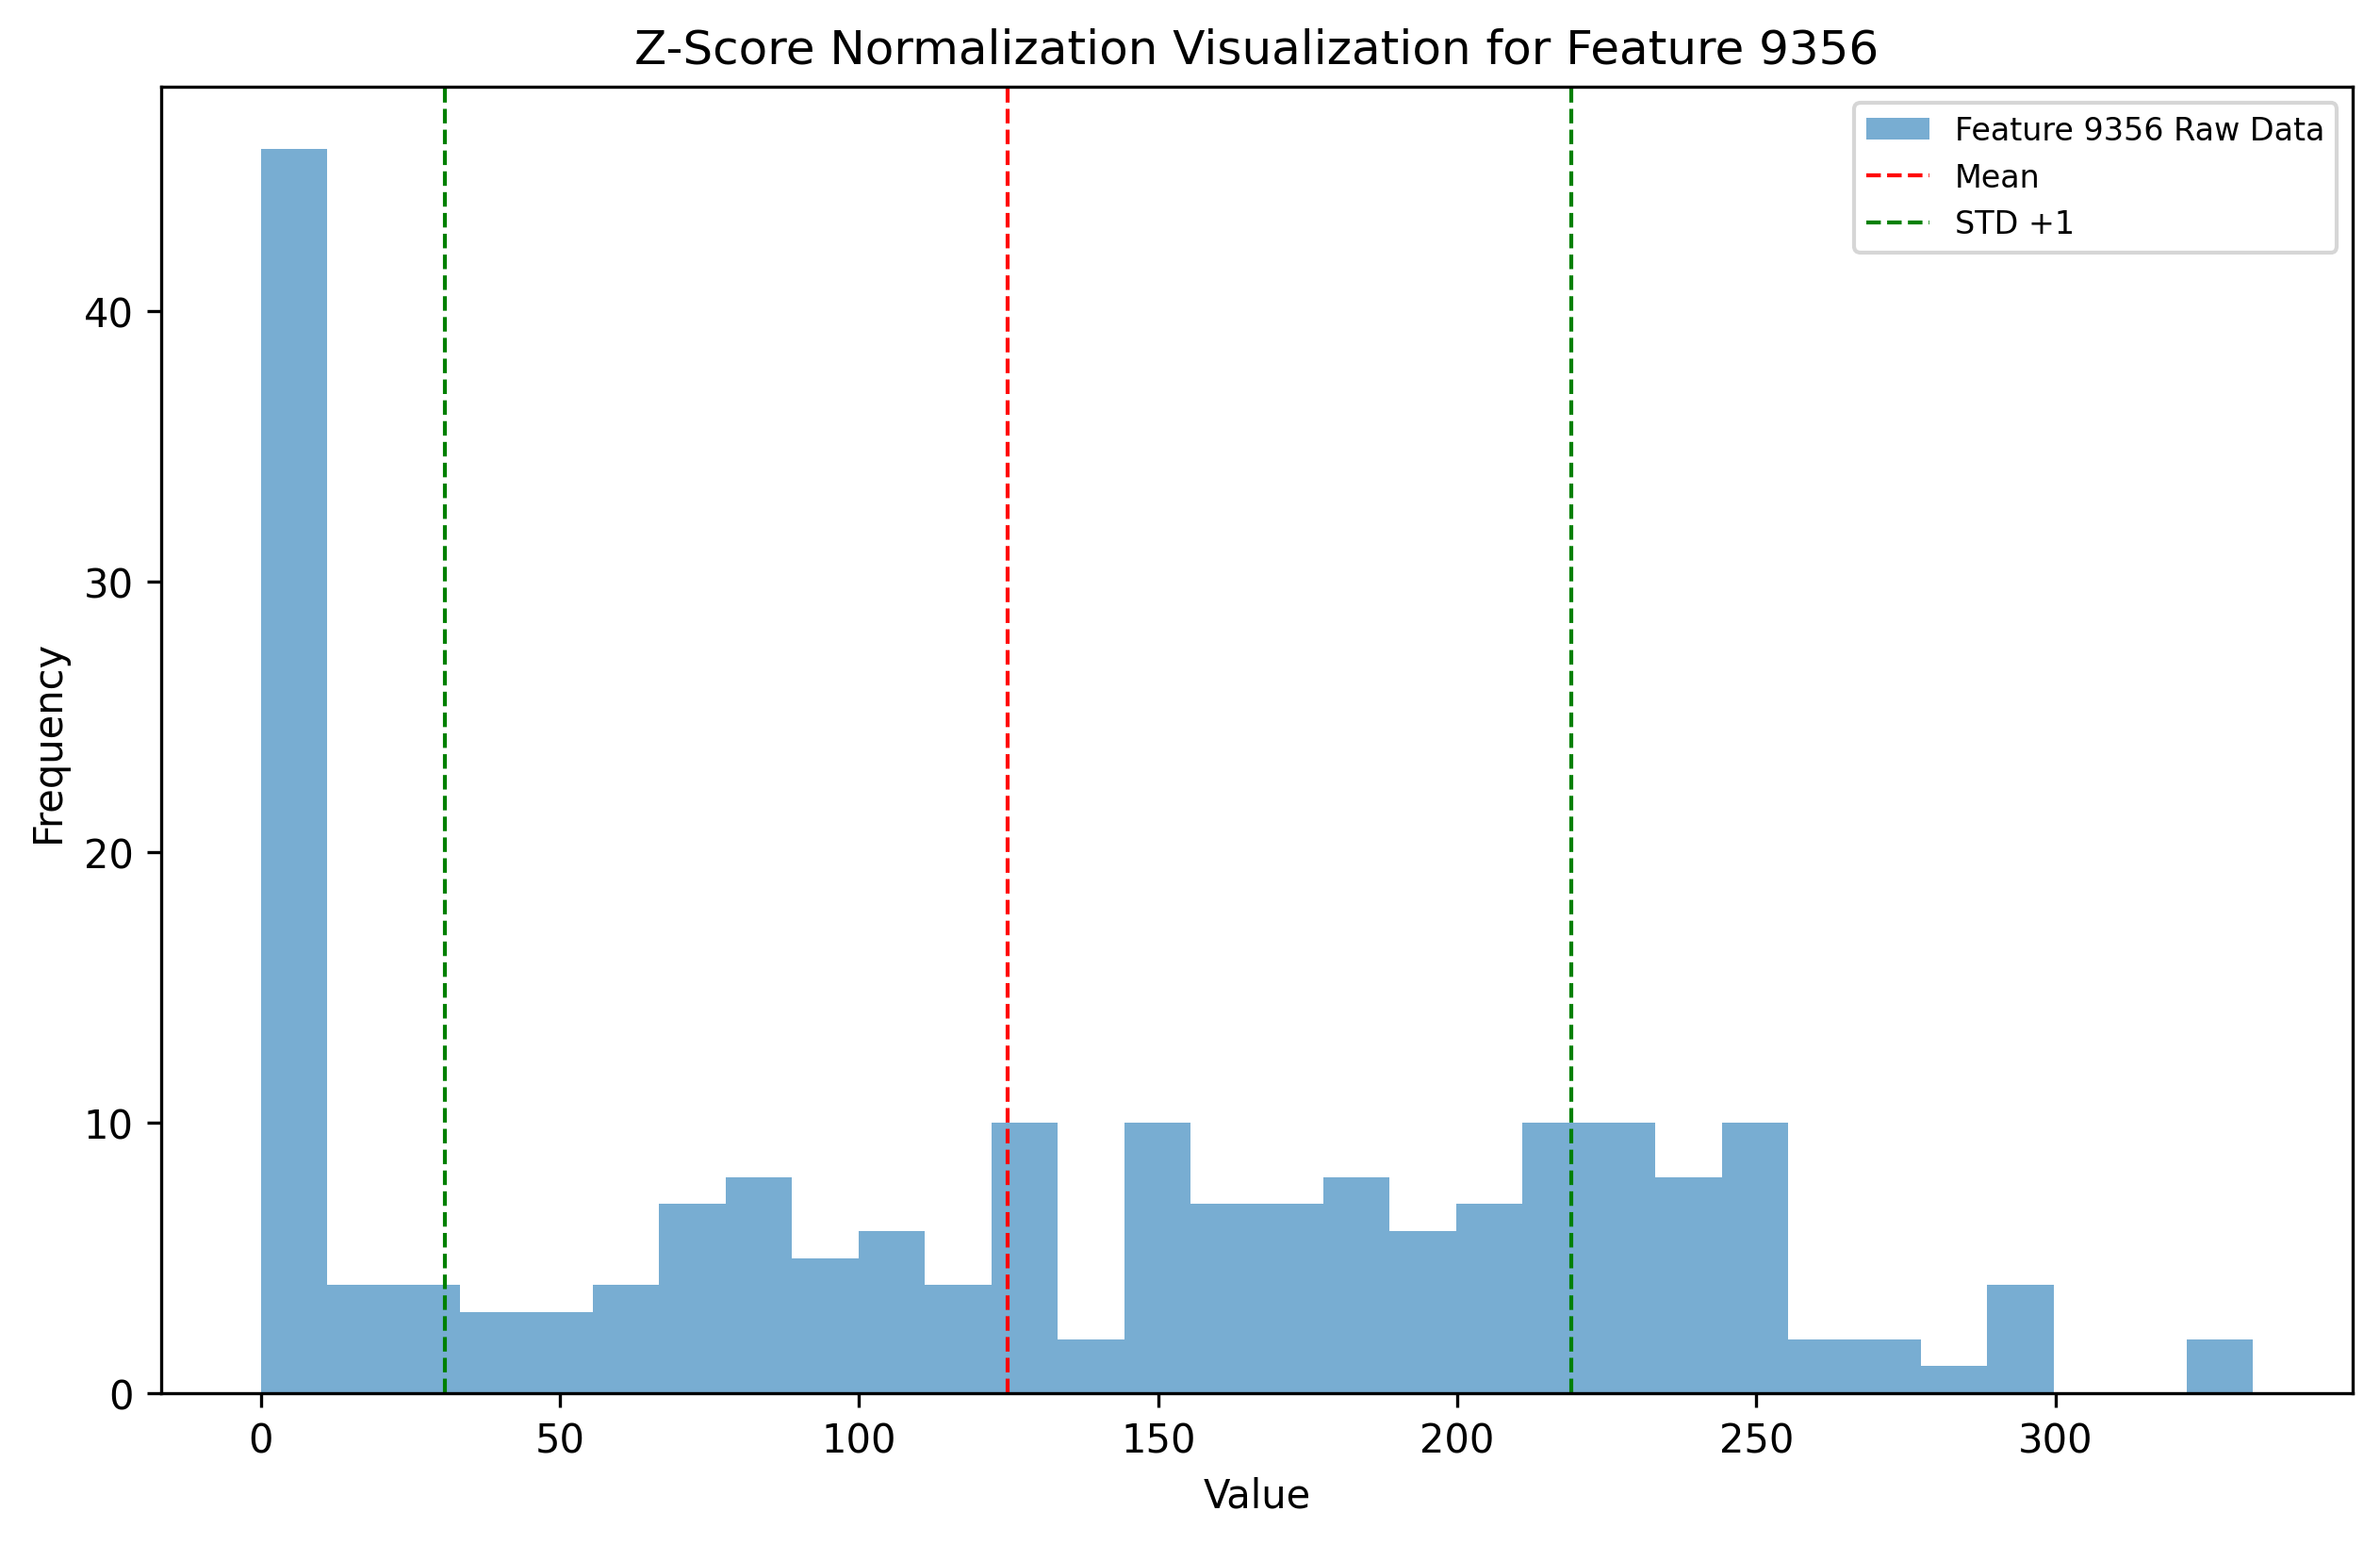 Z-Score Normalization Visualization for Feature 9356
Feature 9356 Raw Data
Mean
STD +1
40
30
20
10
0
Frequency
0 50 100 150 200 250 300
Value